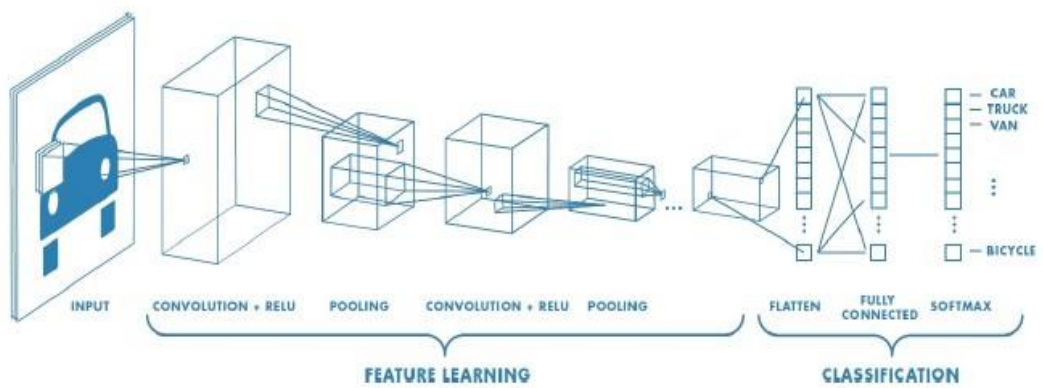 CAR
TRUCK
VAN
BICYCLE
INPUT
CONVOLUTION + RELU
POOLING
CONVOLUTION + RELU
POOLING
FLATTEN
FULLY
CONNECTED
SOFTMAX
FEATURE LEARNING
CLASSIFICATION